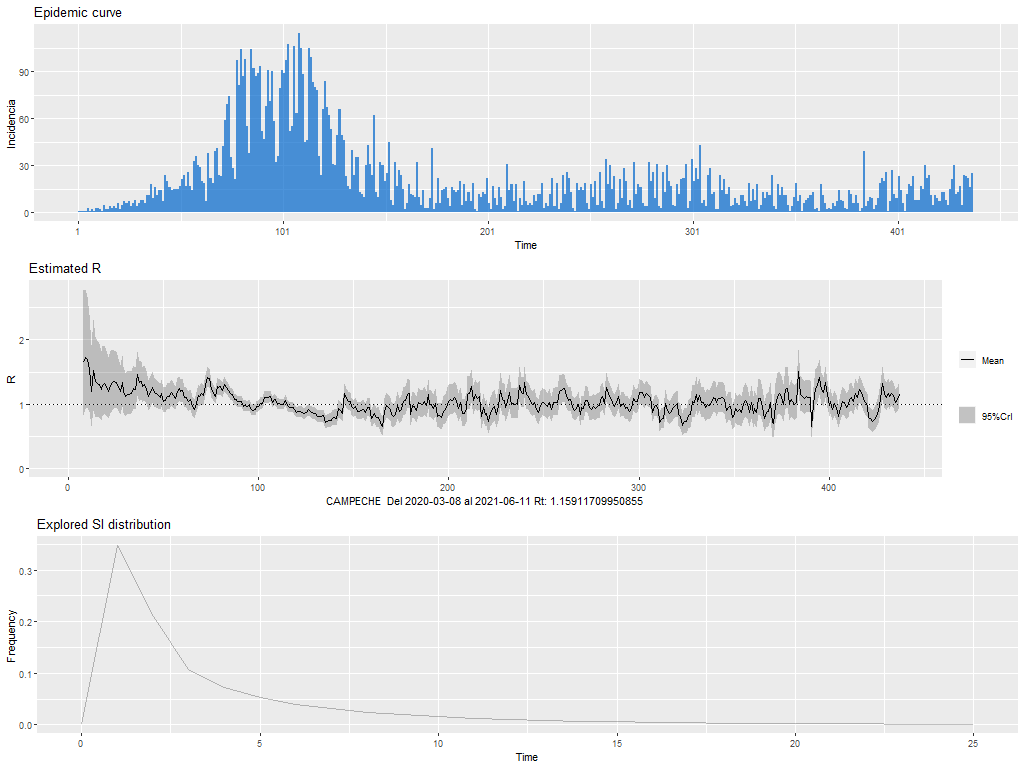 Epidemic curve
Incidencia
90
60
30
0
1
101
201
301
401
Time
Estimated R
R
2
1
0
0
100
200
300
400
CAMPECHE Del 2020-03-08 al 2021-06-11 Rt: 1.15911709950855
Mean
95%CrI
Explored SI distribution
Frequency
0.3
0.2
0.1
0.0
0
5
10
15
20
25
Time